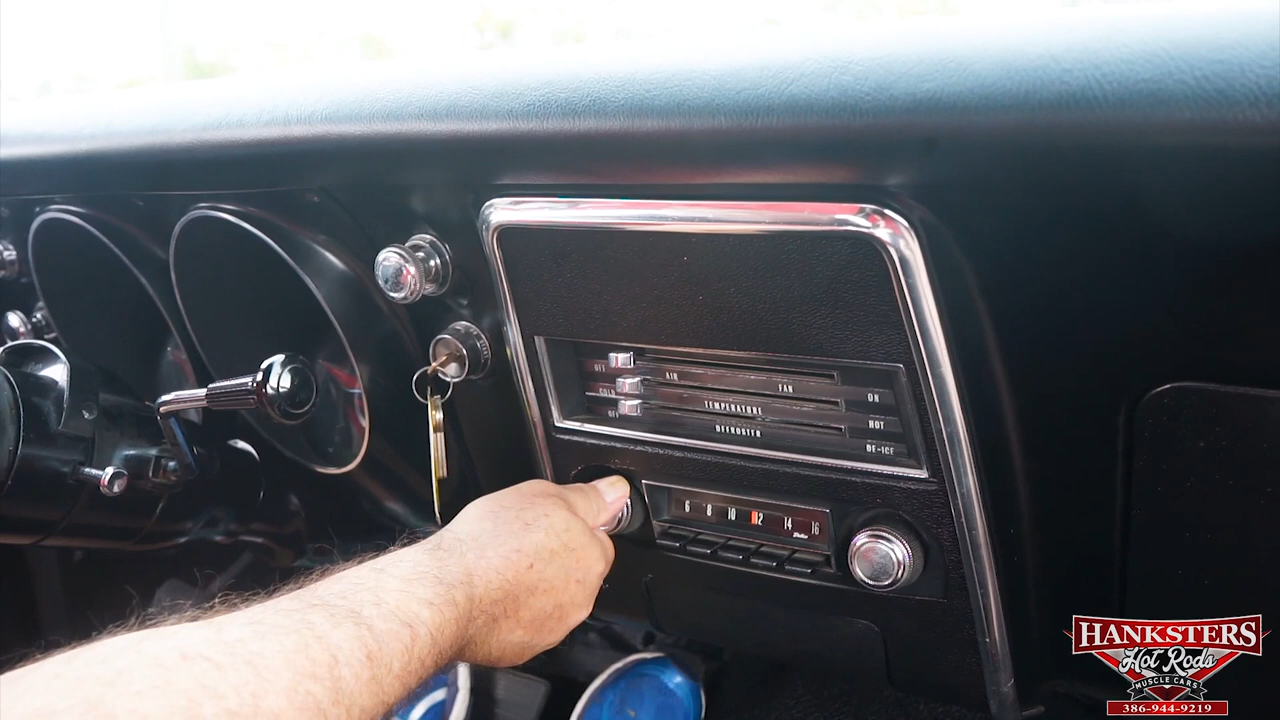 OFF AIR FAN ON
COLD TEMPERATURE HOT
OFF DEFROSTER DE-ICE
6 8 10 12 14 16
Delco
HANKSTERS
Hot Rods
MUSCLE CARS
386-944-9219